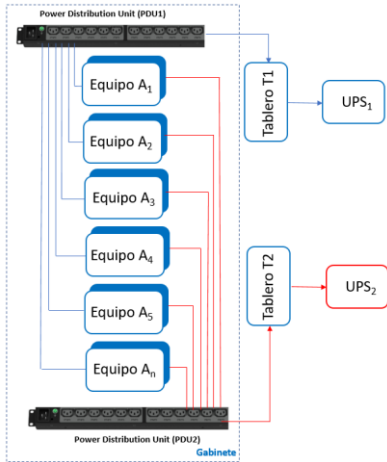 Power Distribution Unit (PDU1)
Equipo A1
Equipo A2
Equipo A3
Equipo A4
Equipo A5
Equipo An
Tablero T1
UPS1
Tablero T2
UPS2
Power Distribution Unit (PDU2)
Gabinete